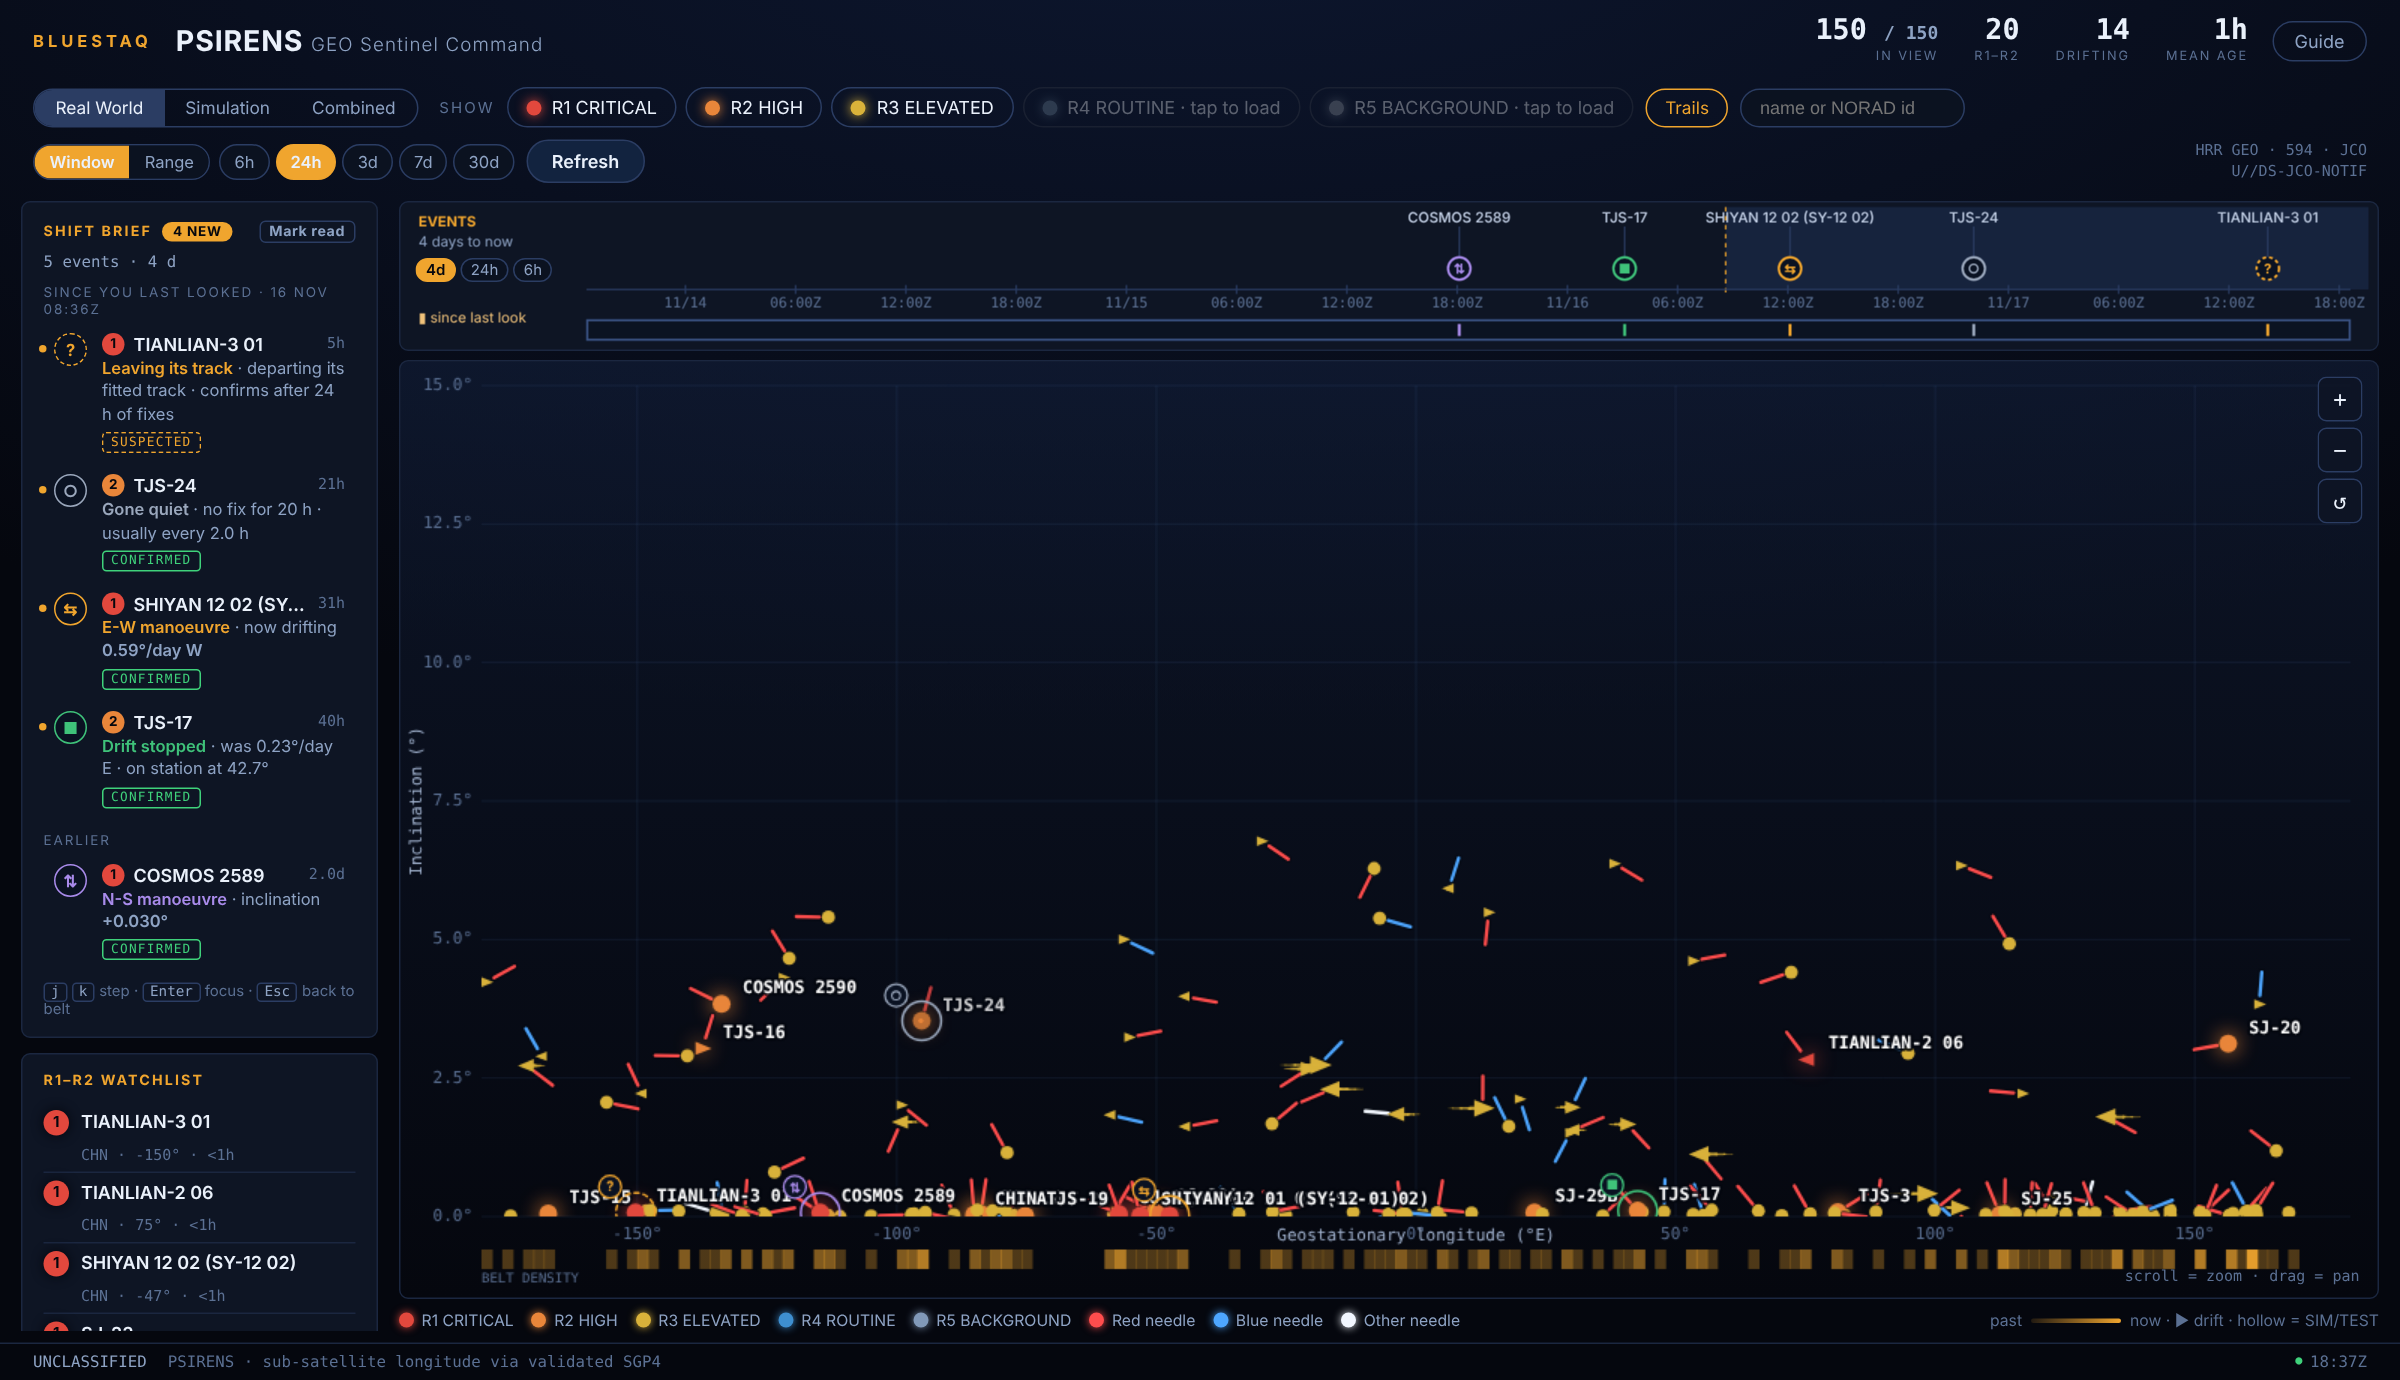 BLUESTAQ PSIRENS GEO Sentinel Command
150 / 150 20 14 1h
IN VIEW R1–R2 DRIFTING MEAN AGE
Guide
Real World Simulation Combined SHOW R1 CRITICAL R2 HIGH R3 ELEVATED R4 ROUTINE · tap to load R5 BACKGROUND · tap to load Trails name or NORAD id
Window Range 6h 24h 3d 7d 30d Refresh
HRR GEO · 594 · JCO
U//DS-JCO-NOTIF
SHIFT BRIEF 4 NEW Mark read
5 events · 4 d
SINCE YOU LAST LOOKED · 16 NOV
08:36Z
? 1 TIANLIAN-3 01 5h
Leaving its track · departing its
fitted track · confirms after 24
h of fixes
SUSPECTED
2 TJS-24 21h
Gone quiet · no fix for 20 h ·
usually every 2.0 h
CONFIRMED
⇆ 1 SHIYAN 12 02 (SY... 31h
E-W manoeuvre · now drifting
0.59°/day W
CONFIRMED
2 TJS-17 40h
Drift stopped · was 0.23°/day
E · on station at 42.7°
CONFIRMED
EARLIER
⇅ 1 COSMOS 2589 2.0d
N-S manoeuvre · inclination
+0.030°
CONFIRMED
j k step · Enter focus · Esc back to
belt
R1–R2 WATCHLIST
1 TIANLIAN-3 01
CHN · -150° · <1h
1 TIANLIAN-2 06
CHN · 75° · <1h
1 SHIYAN 12 02 (SY-12 02)
CHN · -47° · <1h
EVENTS
4 days to now
4d 24h 6h
since last look
COSMOS 2589 TJS-17 SHIYAN 12 02 (SY-12 02) TJS-24 TIANLIAN-3 01
11/14 06:00Z 12:00Z 18:00Z 11/15 06:00Z 12:00Z 18:00Z 11/16 06:00Z 12:00Z 18:00Z 11/17 06:00Z 12:00Z 18:00Z
+
−
↺
Inclination (°)
15.0°
12.5°
10.0°
7.5°
5.0°
2.5°
0.0°
COSMOS 2590
TJS-16
TJS-24
TIANLIAN-2 06
SJ-20
TJS-15 TIANLIAN-3 01 COSMOS 2589 TJS-19 TJS-17 TJS-3 SJ-25
-150° -100° -50° 0° 50° 100° 150°
Geostationary longitude (°E)
BELT DENSITY
scroll = zoom · drag = pan
R1 CRITICAL R2 HIGH R3 ELEVATED R4 ROUTINE R5 BACKGROUND Red needle Blue needle Other needle
past now · ▶ drift · hollow = SIM/TEST
UNCLASSIFIED PSIRENS · sub-satellite longitude via validated SGP4
18:37Z